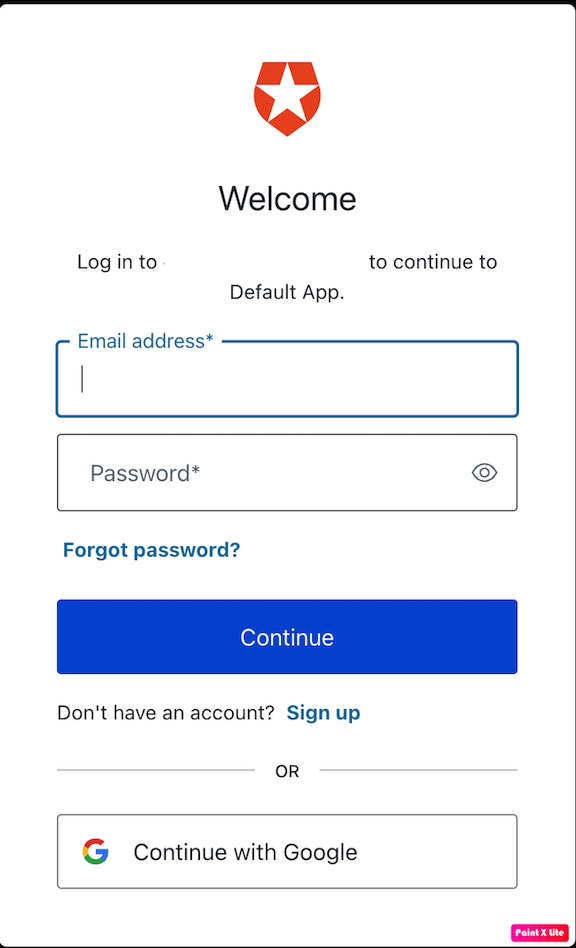 Welcome
Log in to to continue to
Default App.
Email address*
Password*
Forgot password?
Continue
Don't have an account? Sign up
OR
Continue with Google
Paint X Lite